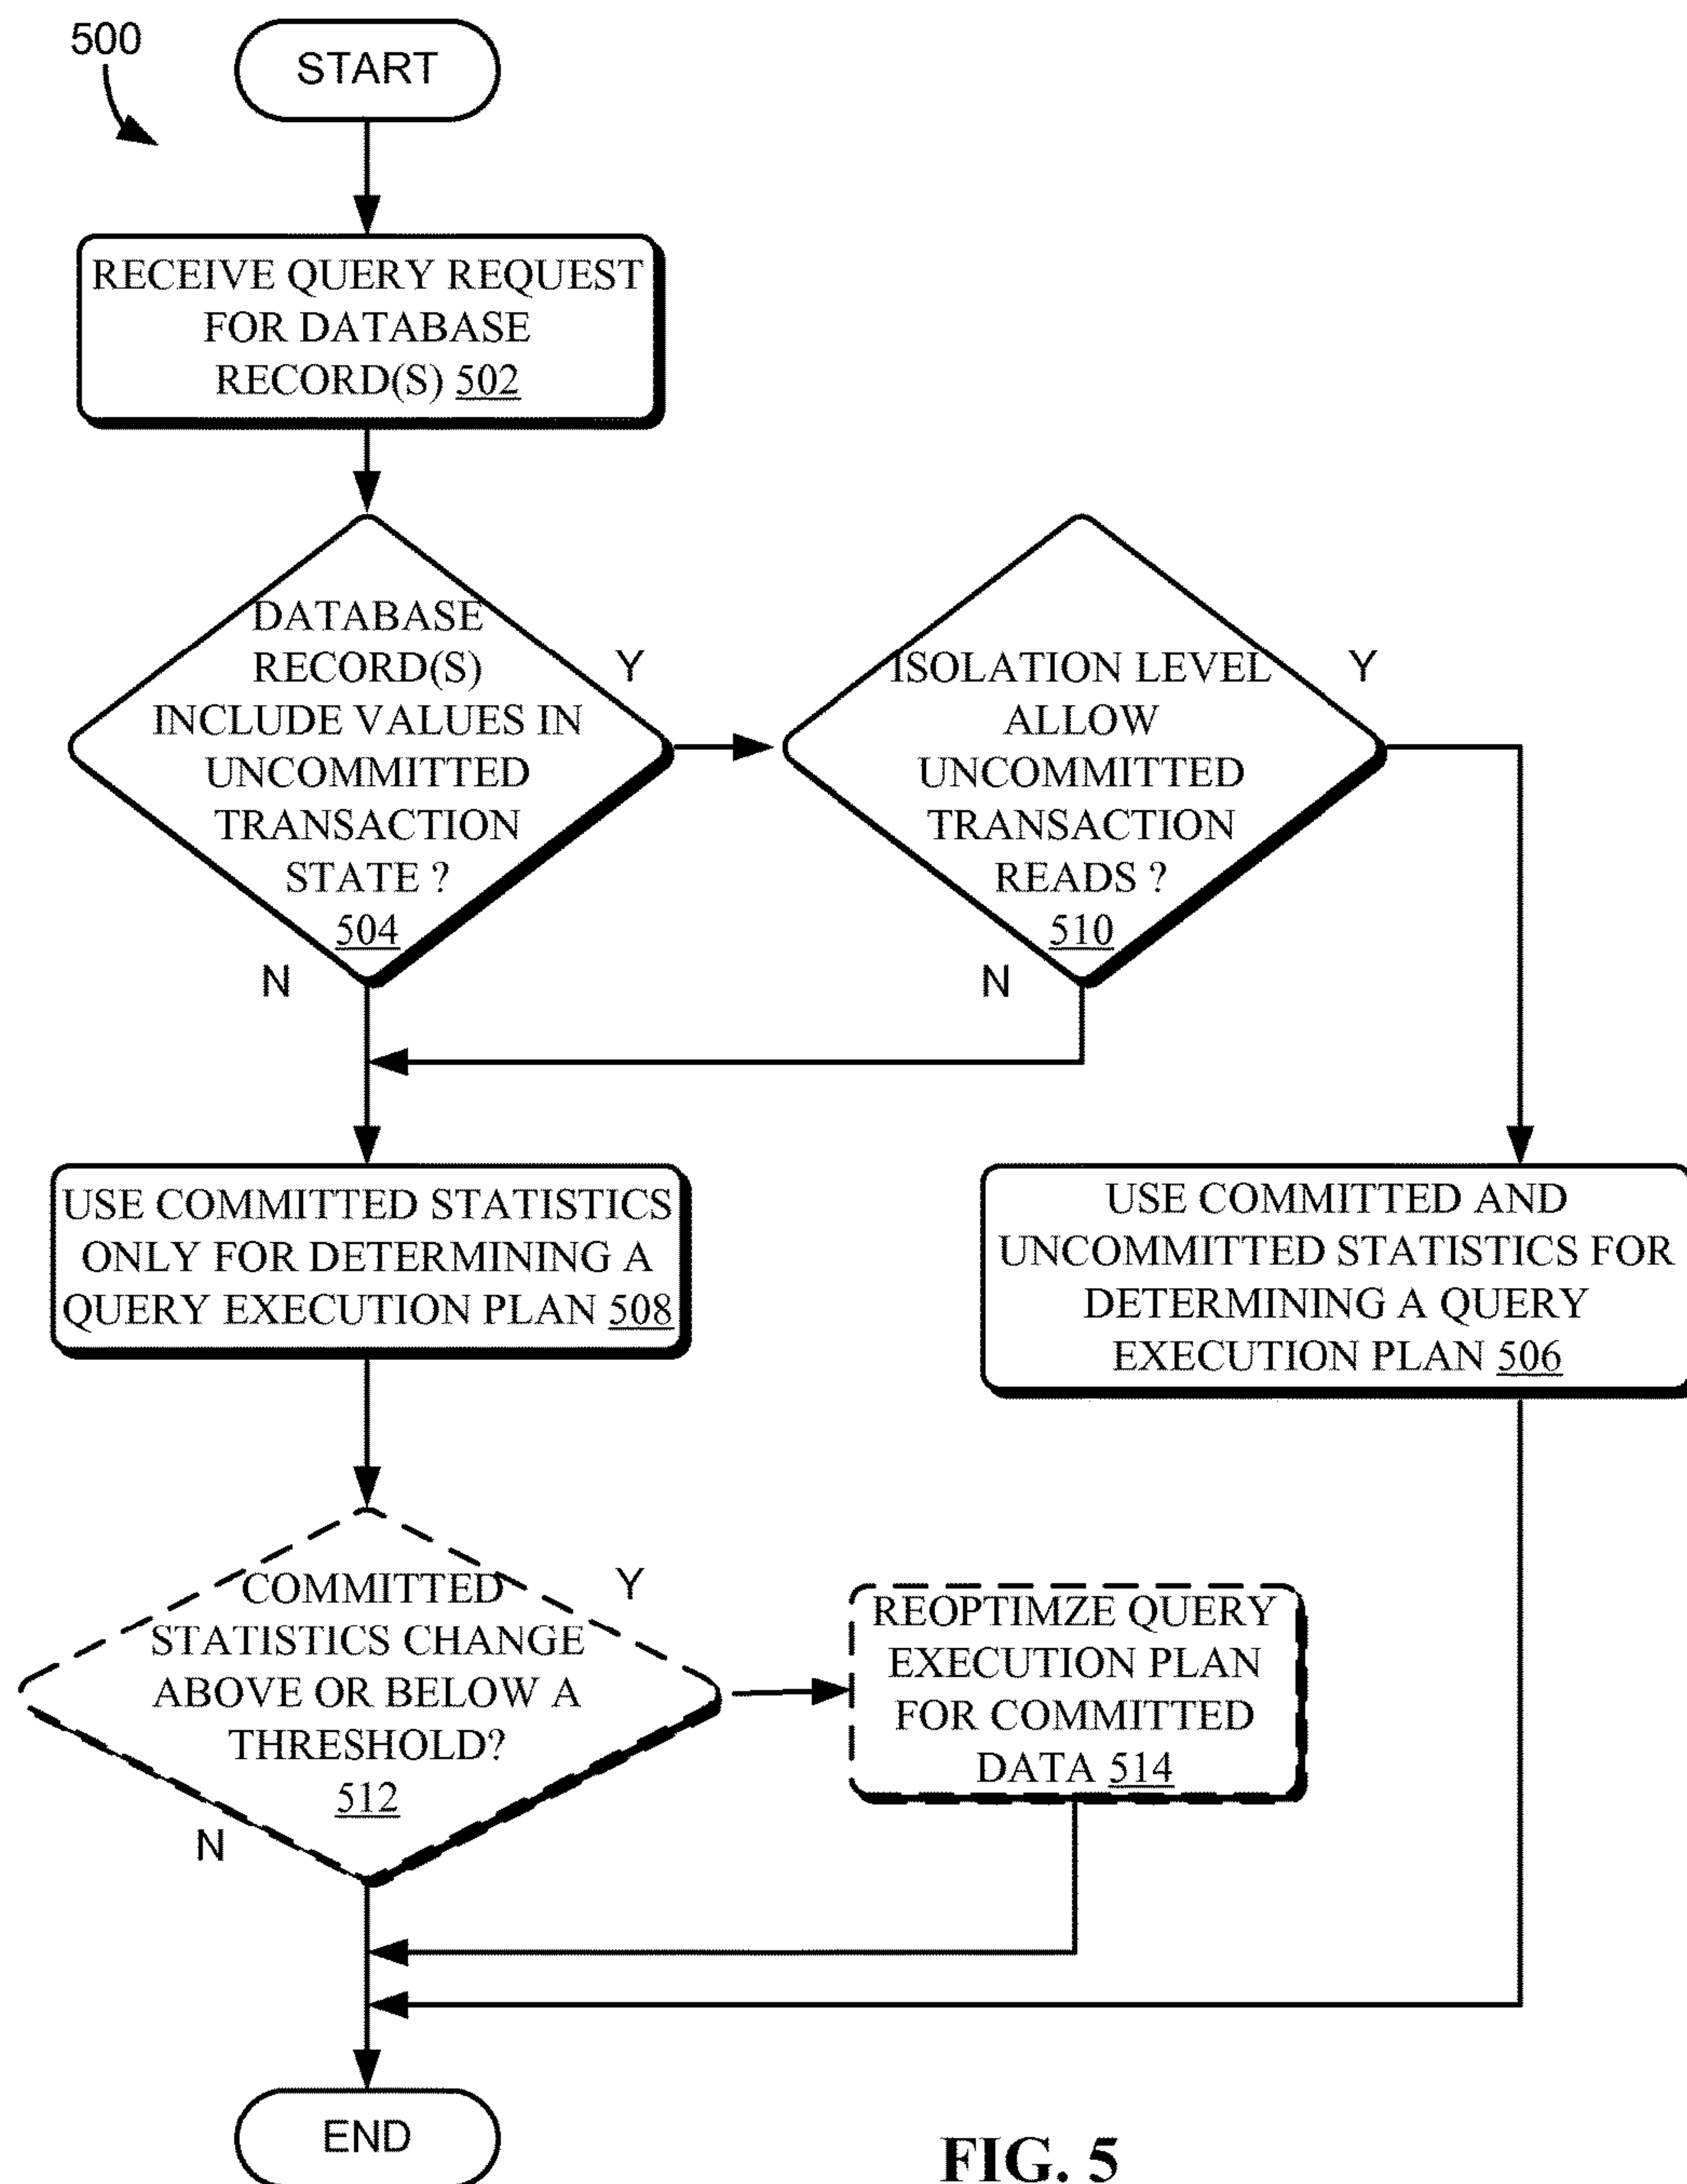 500
START
RECEIVE QUERY REQUEST
FOR DATABASE
RECORD(S) 502
DATABASE
RECORD(S)
INCLUDE VALUES IN
UNCOMMITTED
TRANSACTION
STATE ?
504
Y
N
ISOLATION LEVEL
ALLOW
UNCOMMITTED
TRANSACTION
READS ?
510
Y
N
USE COMMITTED STATISTICS
ONLY FOR DETERMINING A
QUERY EXECUTION PLAN 508
USE COMMITTED AND
UNCOMMITTED STATISTICS FOR
DETERMINING A QUERY
EXECUTION PLAN 506
COMMITTED
STATISTICS CHANGE
ABOVE OR BELOW A
THRESHOLD?
512
Y
N
REOPTIMZE QUERY
EXECUTION PLAN
FOR COMMITTED
DATA 514
END
FIG. 5